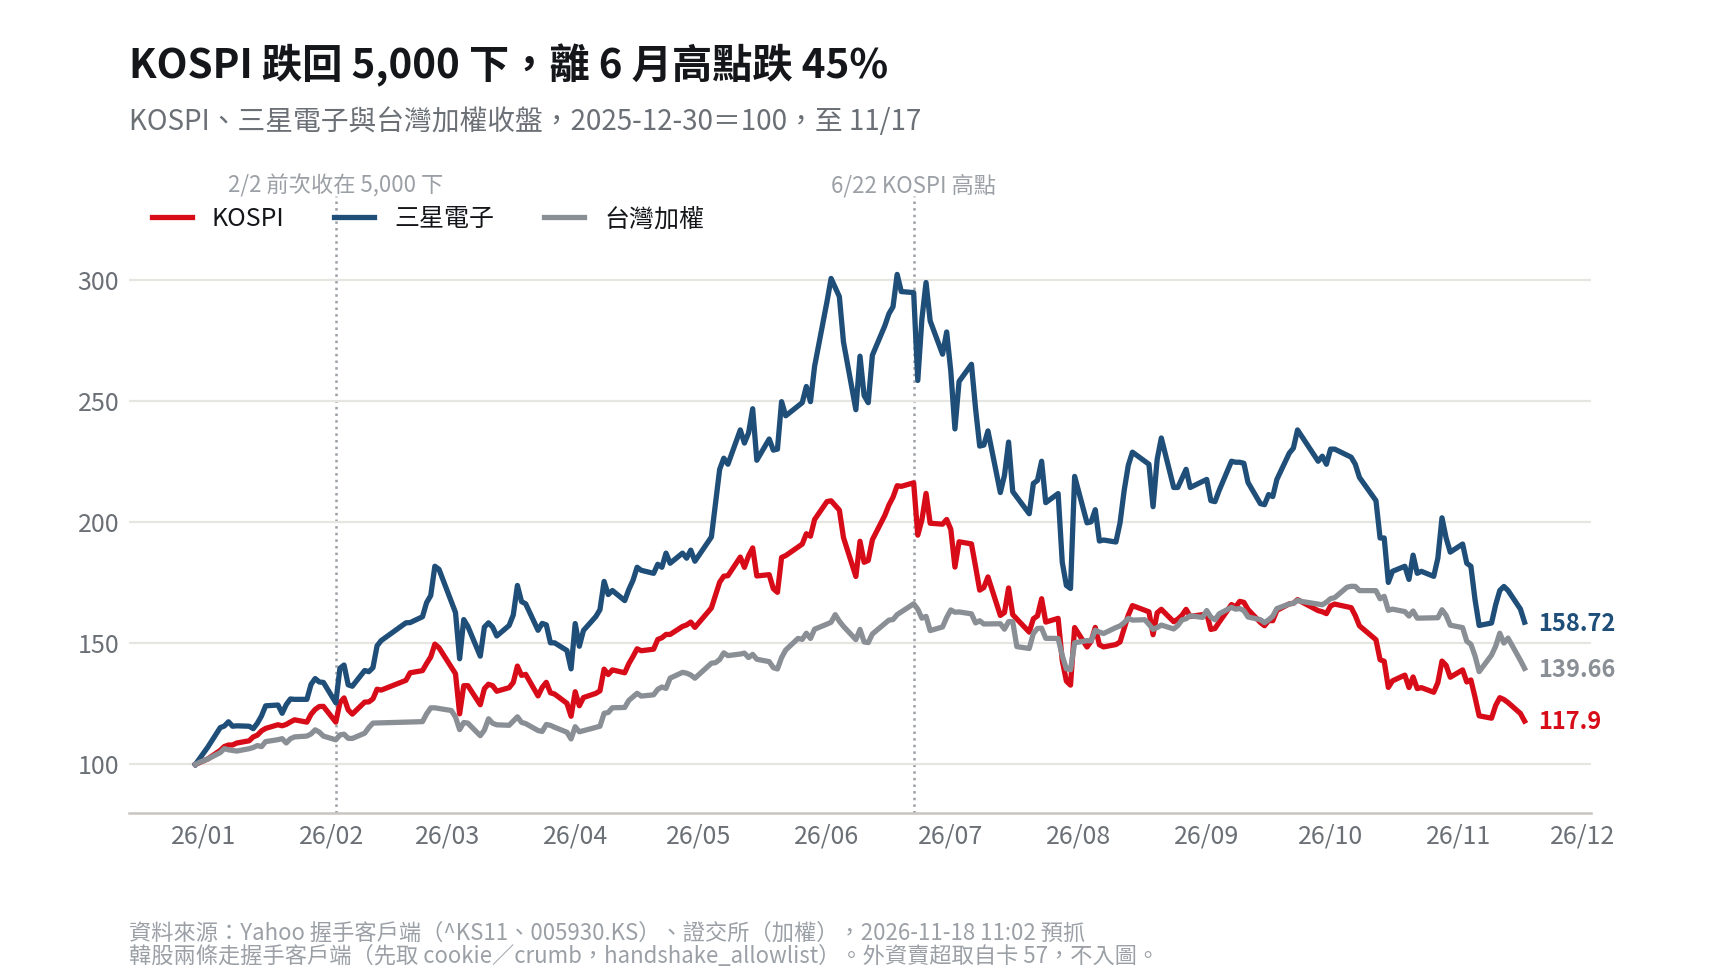 KOSPI 跌回 5,000 下，離 6 月高點跌 45%
KOSPI、三星電子與台灣加權收盤，2025-12-30＝100，至 11/17
2/2 前次收在 5,000 下
6/22 KOSPI 高點
KOSPI
三星電子
台灣加權
300
250
200
150
100
158.72
139.66
117.9
26/01
26/02
26/03
26/04
26/05
26/06
26/07
26/08
26/09
26/10
26/11
26/12
資料來源：Yahoo 握手客戶端（^KS11、005930.KS）、證交所（加權），2026-11-18 11:02 預抓
韓股兩條走握手客戶端（先取 cookie／crumb，handshake_allowlist）。外資賣超取自卡 57，不入圖。